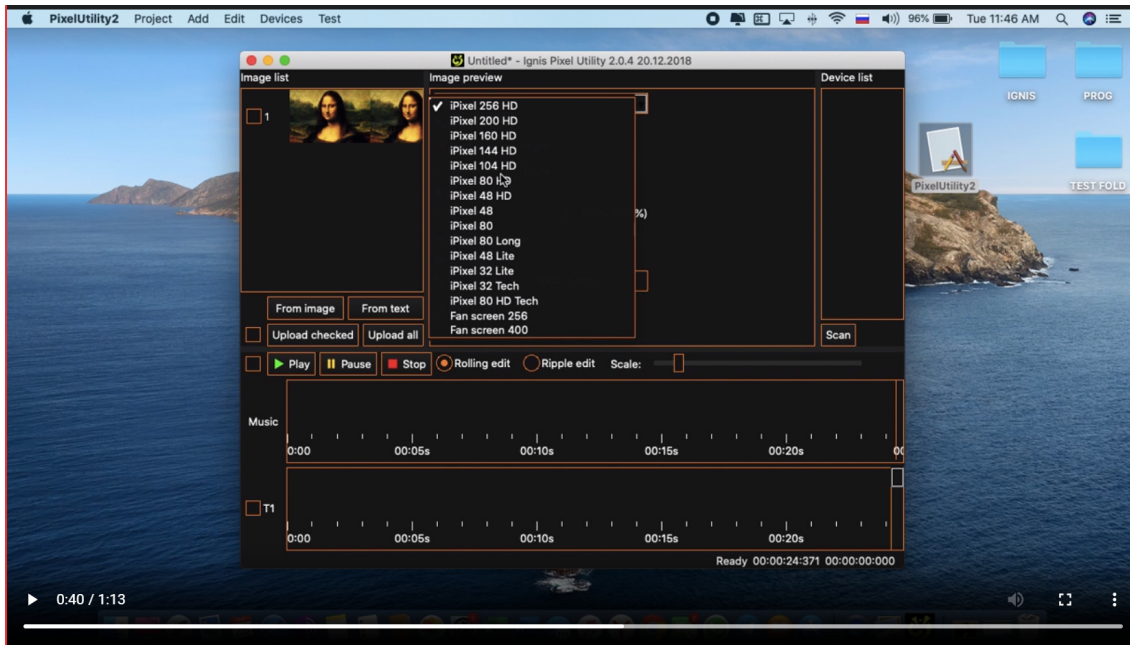 PixelUtility2 Project Add Edit Devices Test
96% Tue 11:46 AM
Untitled* - Ignis Pixel Utility 2.0.4 20.12.2018
Image list
Image preview
Device list
1
iPixel 256 HD
iPixel 200 HD
iPixel 160 HD
iPixel 144 HD
iPixel 104 HD
iPixel 80 HD
iPixel 48 HD
iPixel 48
iPixel 80
iPixel 80 Long
iPixel 48 Lite
iPixel 32 Lite
iPixel 32 Tech
iPixel 80 HD Tech
Fan screen 256
Fan screen 400
%)
From image From text
Upload checked Upload all
Scan
Play Pause Stop Rolling edit Ripple edit Scale:
Music
0:00 00:05s 00:10s 00:15s 00:20s
T1
0:00 00:05s 00:10s 00:15s 00:20s
Ready 00:00:24:371 00:00:00:000
IGNIS
PROG
PixelUtility2
TEST FOLD
0:40 / 1:13